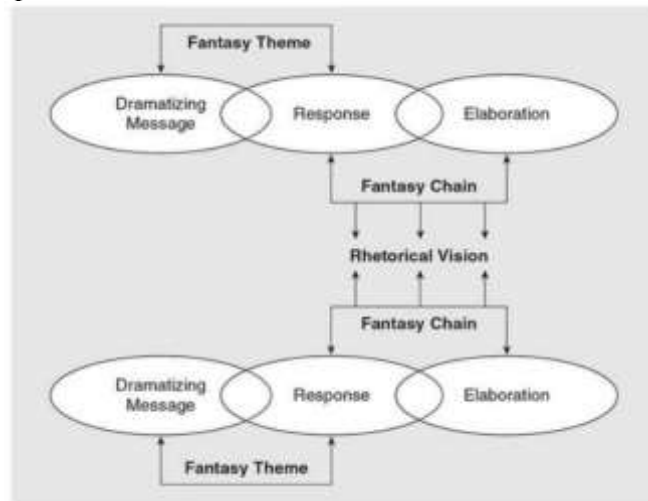 Fantasy Theme
Dramatizing
Message
Response
Elaboration
Fantasy Chain
Rhetorical Vision
Fantasy Chain
Dramatizing
Message
Response
Elaboration
Fantasy Theme